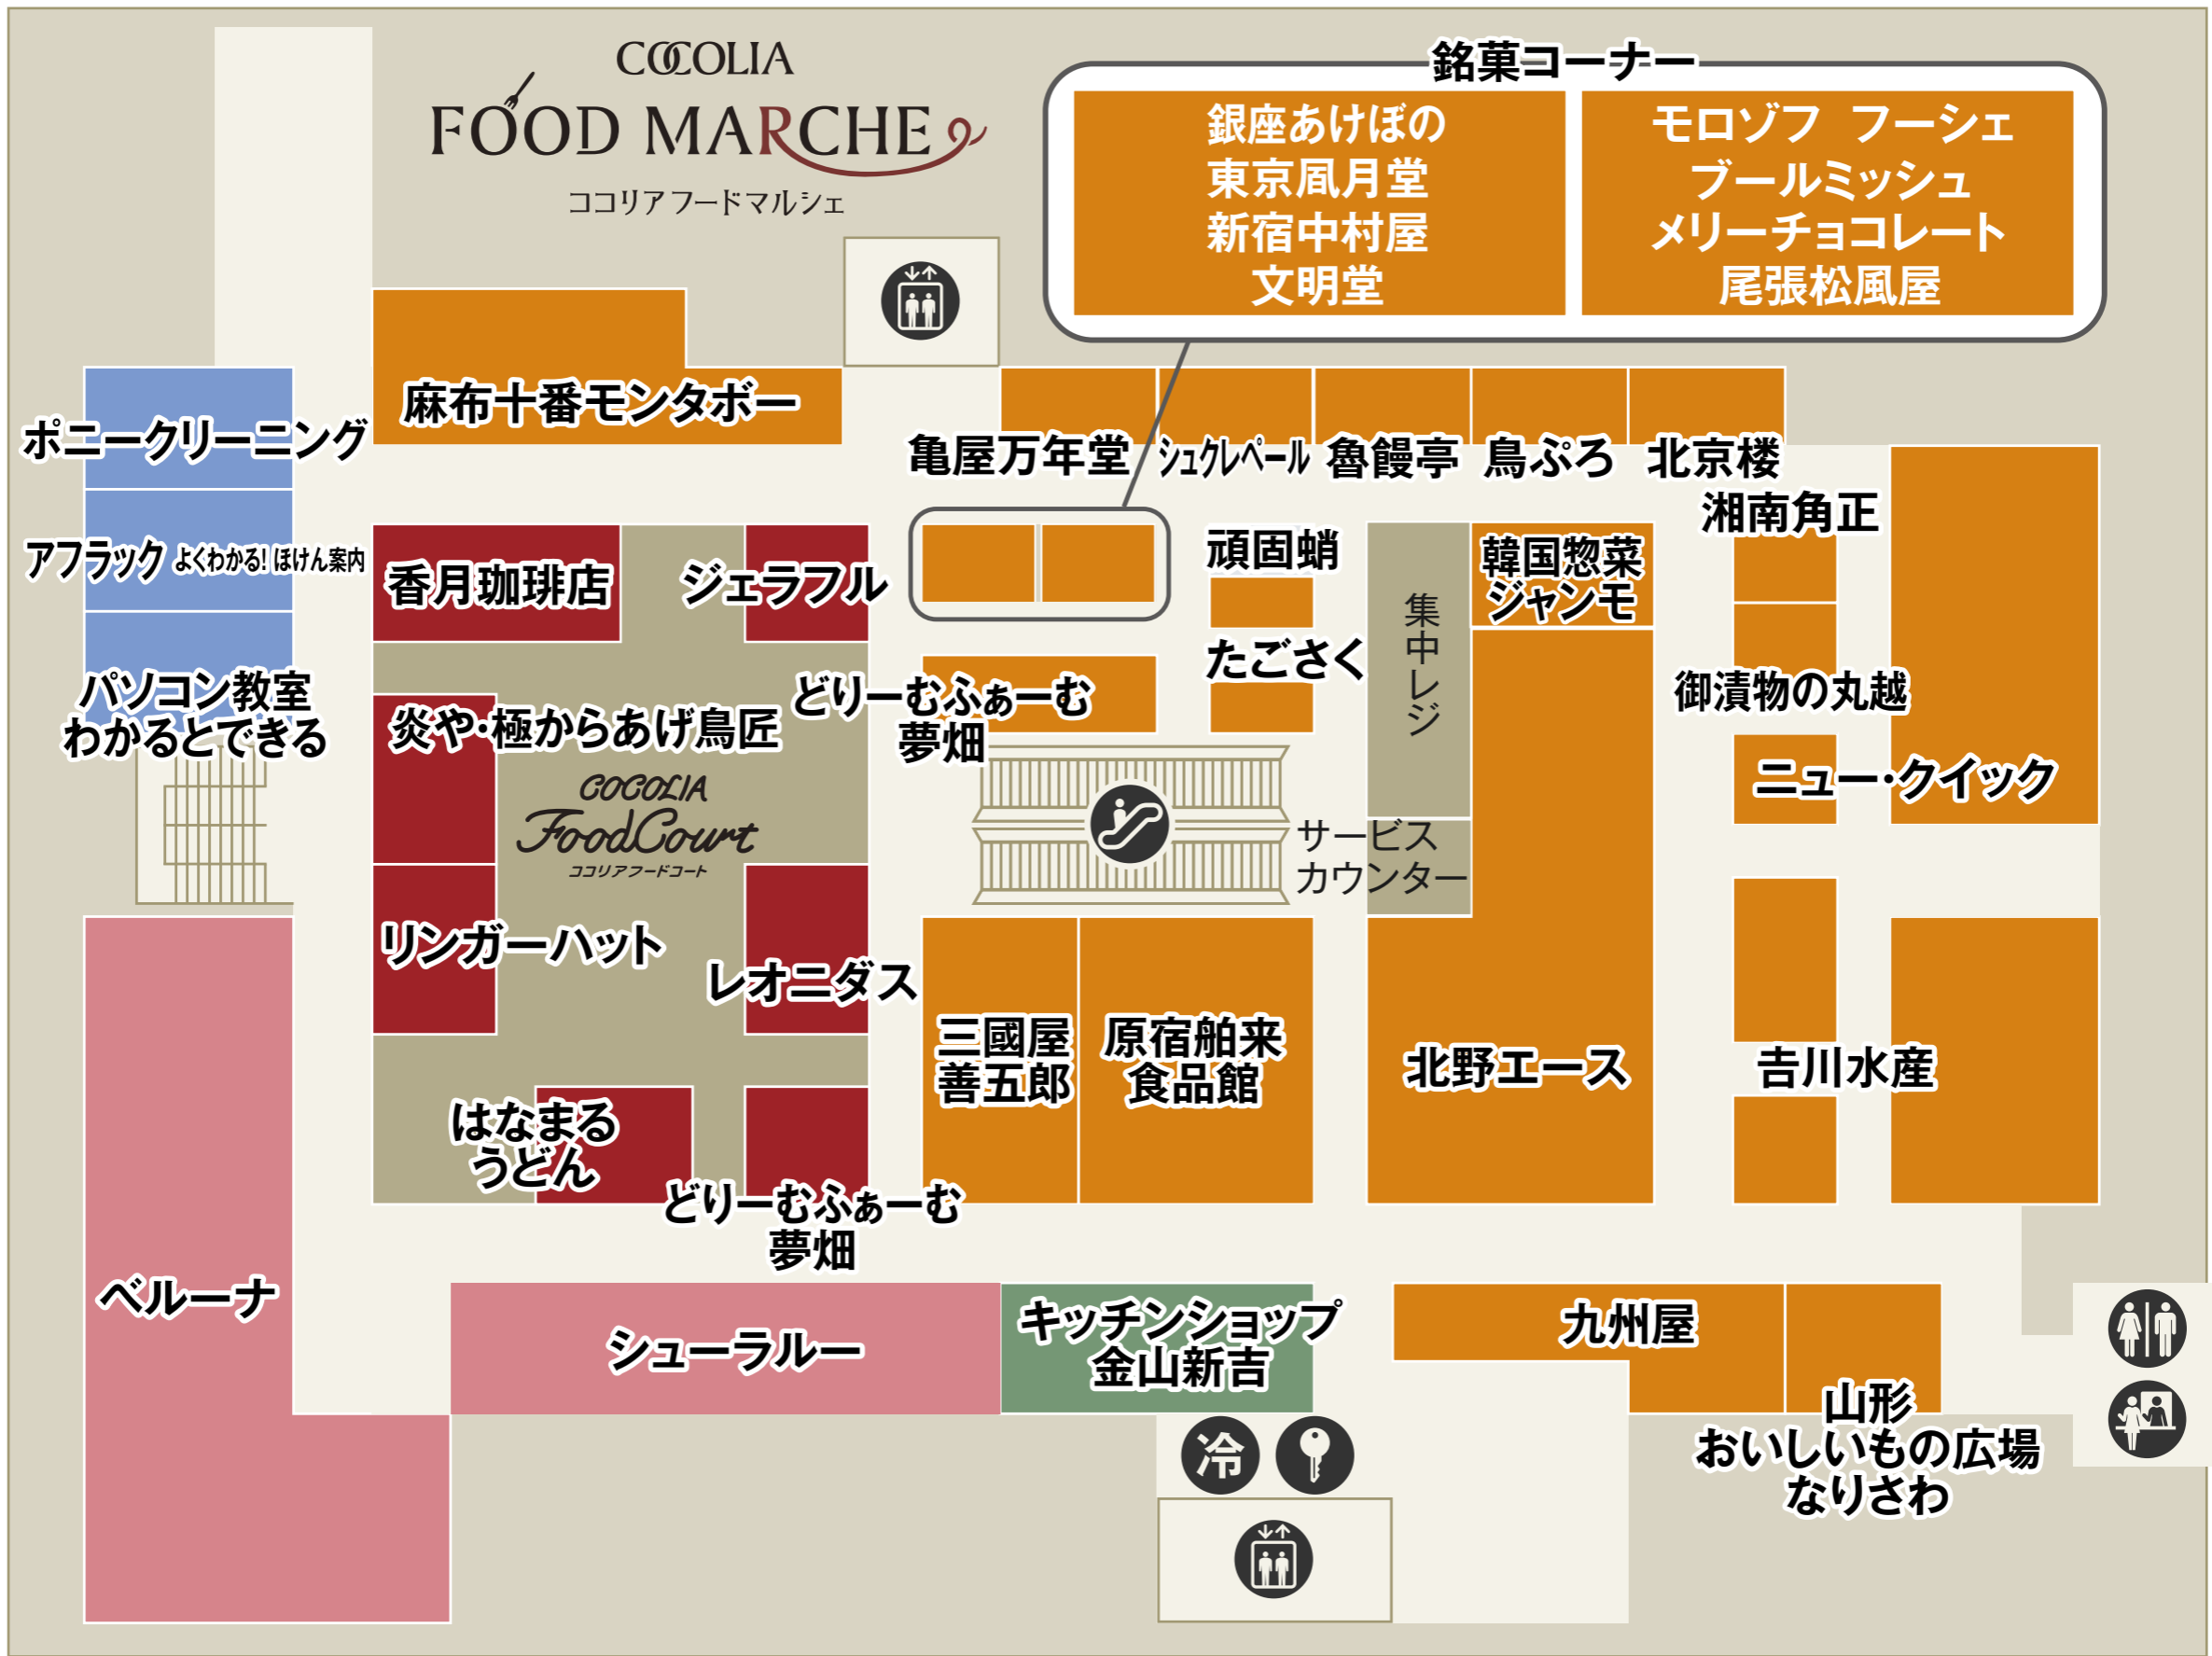 COCOLIA
FOOD MARCHE
ココリア フードマルシェ
銘菓コーナー
銀座あけぼの
東京凮月堂
新宿中村屋
文明堂
モロゾフ フーシェ
ブールミッシュ
メリーチョコレート
尾張松風屋
麻布十番モンタボー
ポニークリーニング
亀屋万年堂
シュクレペール
魯饅亭
鳥ぷろ
北京楼
湘南角正
アフラック よくわかる! ほけん案内
香月珈琲店
ジェラフル
頑固蛸
韓国惣菜
ジャンモ
集中レジ
たごさく
パソコン教室
わかるとできる
炎や・極からあげ鳥匠
どりーむふぁーむ
夢畑
御漬物の丸越
ニュー・クイック
COCOLIA
Food Court
ココリアフードコート
サービス
カウンター
リンガーハット
レオニダス
三國屋
善五郎
原宿舶来
食品館
北野エース
𠮷川水産
はなまる
うどん
どりーむふぁーむ
夢畑
ベルーナ
シューラルー
キッチンショップ
金山新吉
九州屋
山形
おいしいもの広場
なりさわ
冷